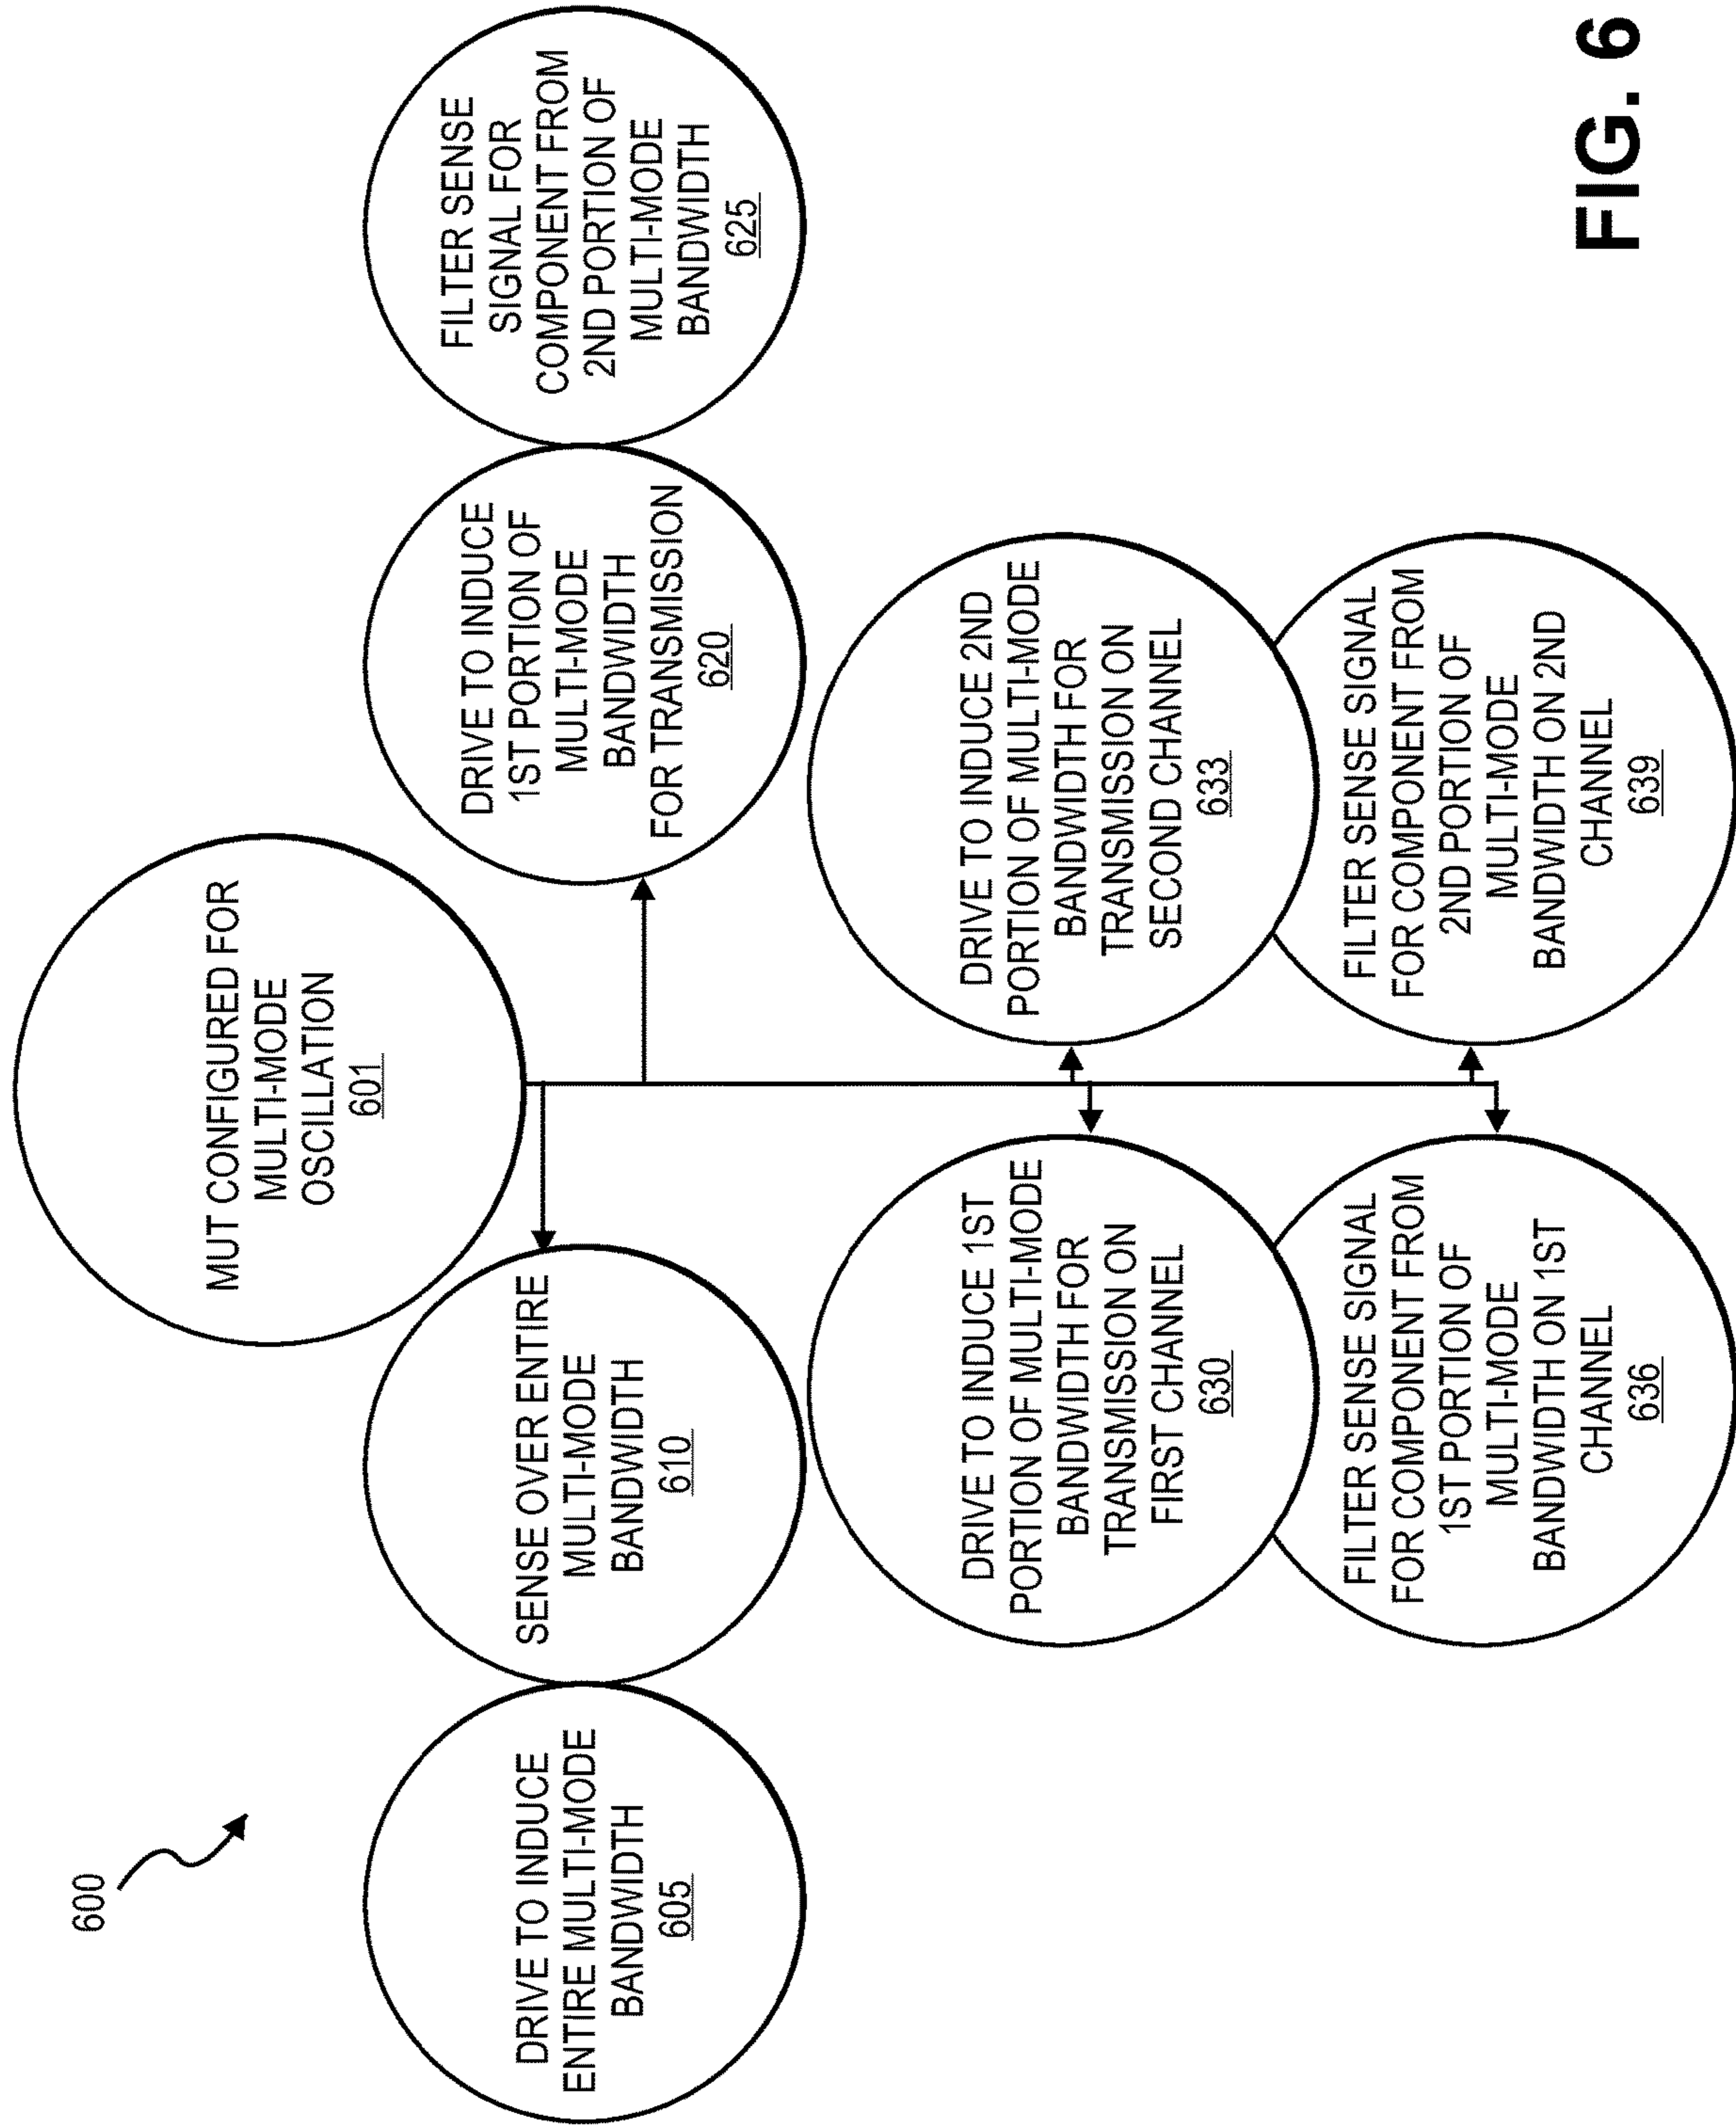 600
MUT CONFIGURED FOR
MULTI-MODE
OSCILLATION
601
DRIVE TO INDUCE
ENTIRE MULTI-MODE
BANDWIDTH
605
SENSE OVER ENTIRE
MULTI-MODE
BANDWIDTH
610
DRIVE TO INDUCE
1ST PORTION OF
MULTI-MODE
BANDWIDTH
FOR TRANSMISSION
620
FILTER SENSE
SIGNAL FOR
COMPONENT FROM
2ND PORTION OF
MULTI-MODE
BANDWIDTH
625
DRIVE TO INDUCE 1ST
PORTION OF MULTI-MODE
BANDWIDTH FOR
TRANSMISSION ON
FIRST CHANNEL
630
DRIVE TO INDUCE 2ND
PORTION OF MULTI-MODE
BANDWIDTH FOR
TRANSMISSION ON
SECOND CHANNEL
633
FILTER SENSE SIGNAL
FOR COMPONENT FROM
1ST PORTION OF
MULTI-MODE
BANDWIDTH ON 1ST
CHANNEL
636
FILTER SENSE SIGNAL
FOR COMPONENT FROM
2ND PORTION OF
MULTI-MODE
BANDWIDTH ON 2ND
CHANNEL
639
FIG. 6